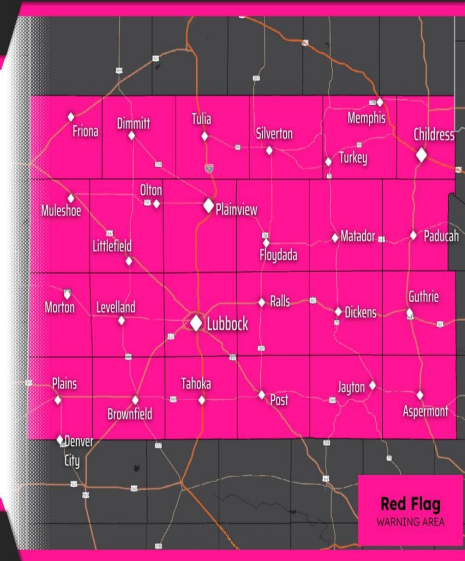 Memphis
Tulia
Friona
Dimmitt
Silverton
Childress
Turkey
Olton
Muleshoe
Plainview
Matador
Paducah
Littlefield
Floydada
Morton
Levelland
Ralls
Dickens
Guthrie
Lubbock
Plains
Tahoka
Jayton
Brownfield
Post
Aspermont
Denver
City
Red Flag
WARNING AREA